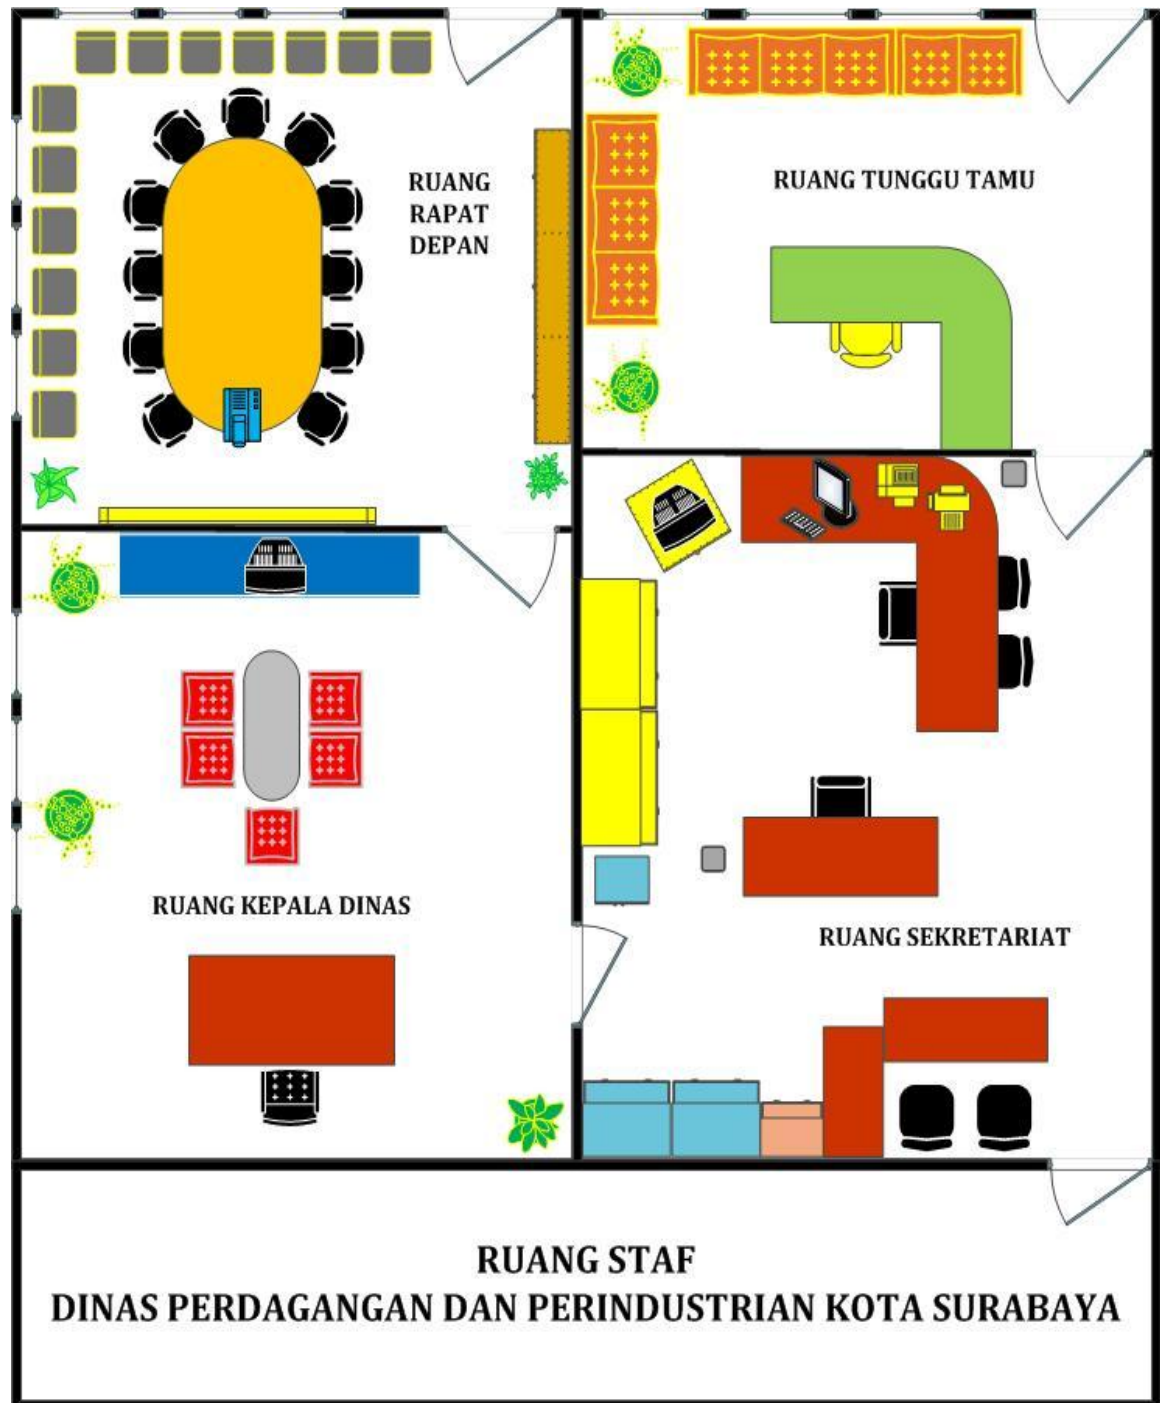 RUANG
RAPAT
DEPAN
RUANG TUNGGU TAMU
RUANG KEPALA DINAS
RUANG SEKRETARIAT
RUANG STAF
DINAS PERDAGANGAN DAN PERINDUSTRIAN KOTA SURABAYA